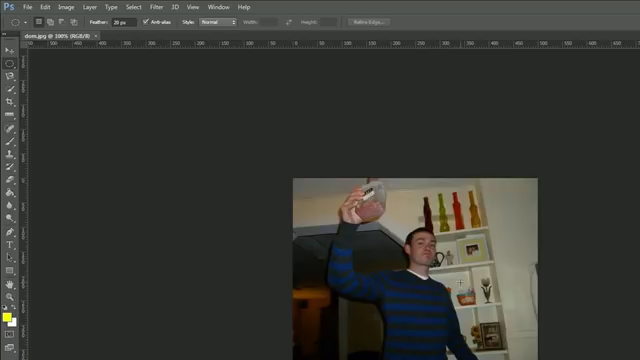 Ps File Edit Image Layer Type Select Filter 3D View Window Help
Feather: 20 px Anti-alias Style: Normal Width: Height: Refine Edge...
dom.jpg @ 100% (RGB/8) ×